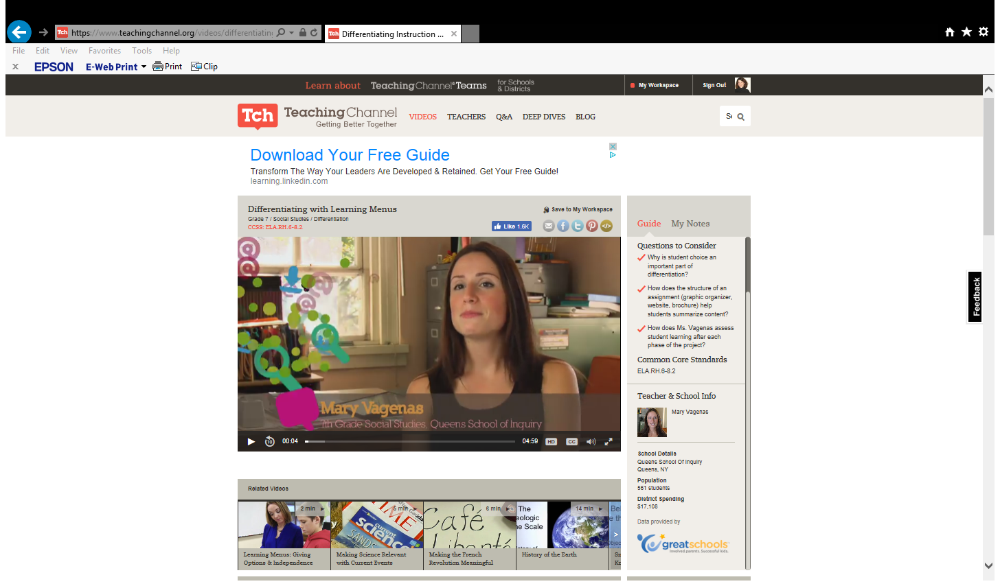 Tch https://www.teachingchannel.org/videos/differentiatin
Tch Differentiating Instruction ...
File Edit View Favorites Tools Help
x EPSON E-Web Print Print Clip
Learn about TeachingChannel Teams for Schools & Districts
My Workspace Sign Out
Tch TeachingChannel
Getting Better Together
VIDEOS TEACHERS Q&A DEEP DIVES BLOG
Download Your Free Guide
Transform The Way Your Leaders Are Developed & Retained. Get Your Free Guide!
learning.linkedin.com
Differentiating with Learning Menus
Grade 7 / Social Studies / Differentiation
CCSS: ELA.RH.6-8.2
Save to My Workspace
Like 1.6K
Mary Vagenas
7th Grade Social Studies, Queens School of Inquiry
10 00:04 04:59 HD CC
Guide My Notes
Questions to Consider
Why is student choice an
important part of
differentiation?
How does the structure of an
assignment (graphic organizer,
website, brochure) help
students summarize content?
How does Ms. Vagenas assess
student learning after each
phase of the project?
Common Core Standards
ELA.RH.6-8.2
Teacher & School Info
Mary Vagenas
School Details
Queens School Of Inquiry
Queens, NY
Population
561 students
District Spending
$17,108
Data provided by
greatschools
Involved parents. Successful kids.
Feedback
Related Videos
2 min
Learning Menus: Giving
Options & Independence
5 min
TIME
current
science
SANDS
Making Science Relevant
with Current Events
6 min
Café
Liberté
Making the French
Revolution Meaningful
14 min
The
eologic
ne Scale
History of the Earth